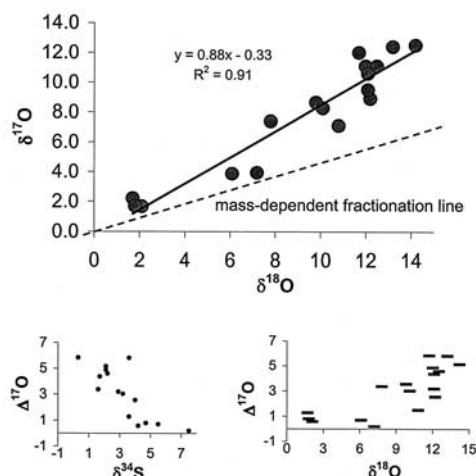 14.0
12.0
10.0
8.0
6.0
4.0
2.0
0.0
δ¹⁷O
y = 0.88x - 0.33
R² = 0.91
mass-dependent fractionation line
0 2 4 6 8 10 12 14
δ¹⁸O
7
5
3
1
-1
Δ¹⁷O
-1 1 3 5 7
δ³⁴S
7
5
3
1
-1
Δ¹⁷O
0 3 6 9 12 15
δ¹⁸O